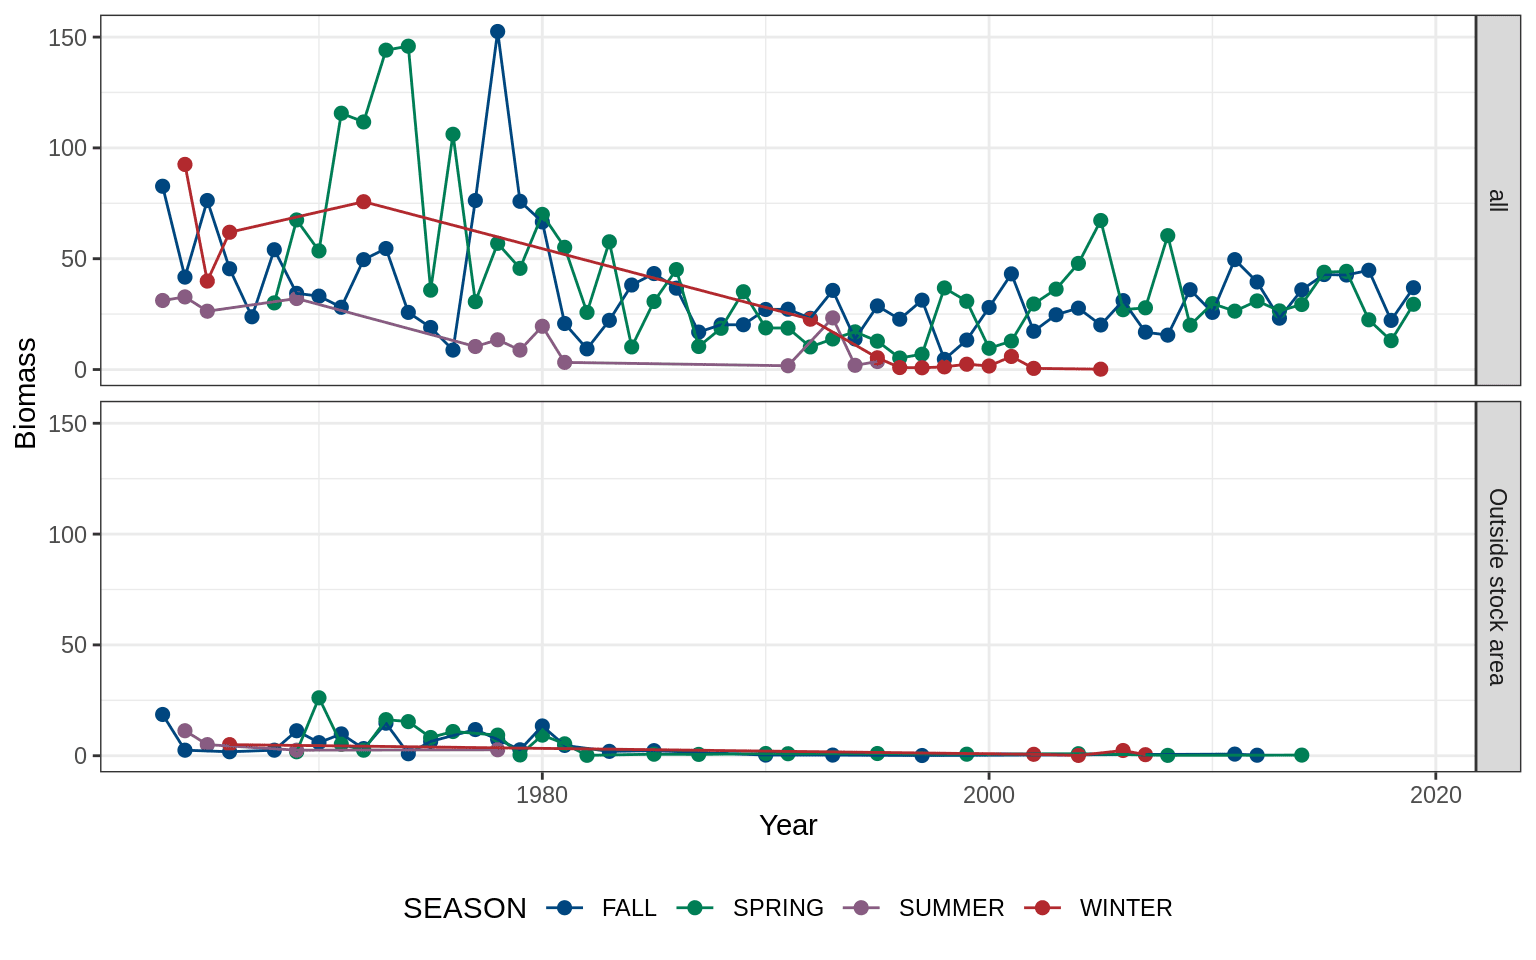 150
100
50
0
all
Biomass
150
100
50
0
Outside stock area
1980 2000 2020
Year
SEASON FALL SPRING SUMMER WINTER